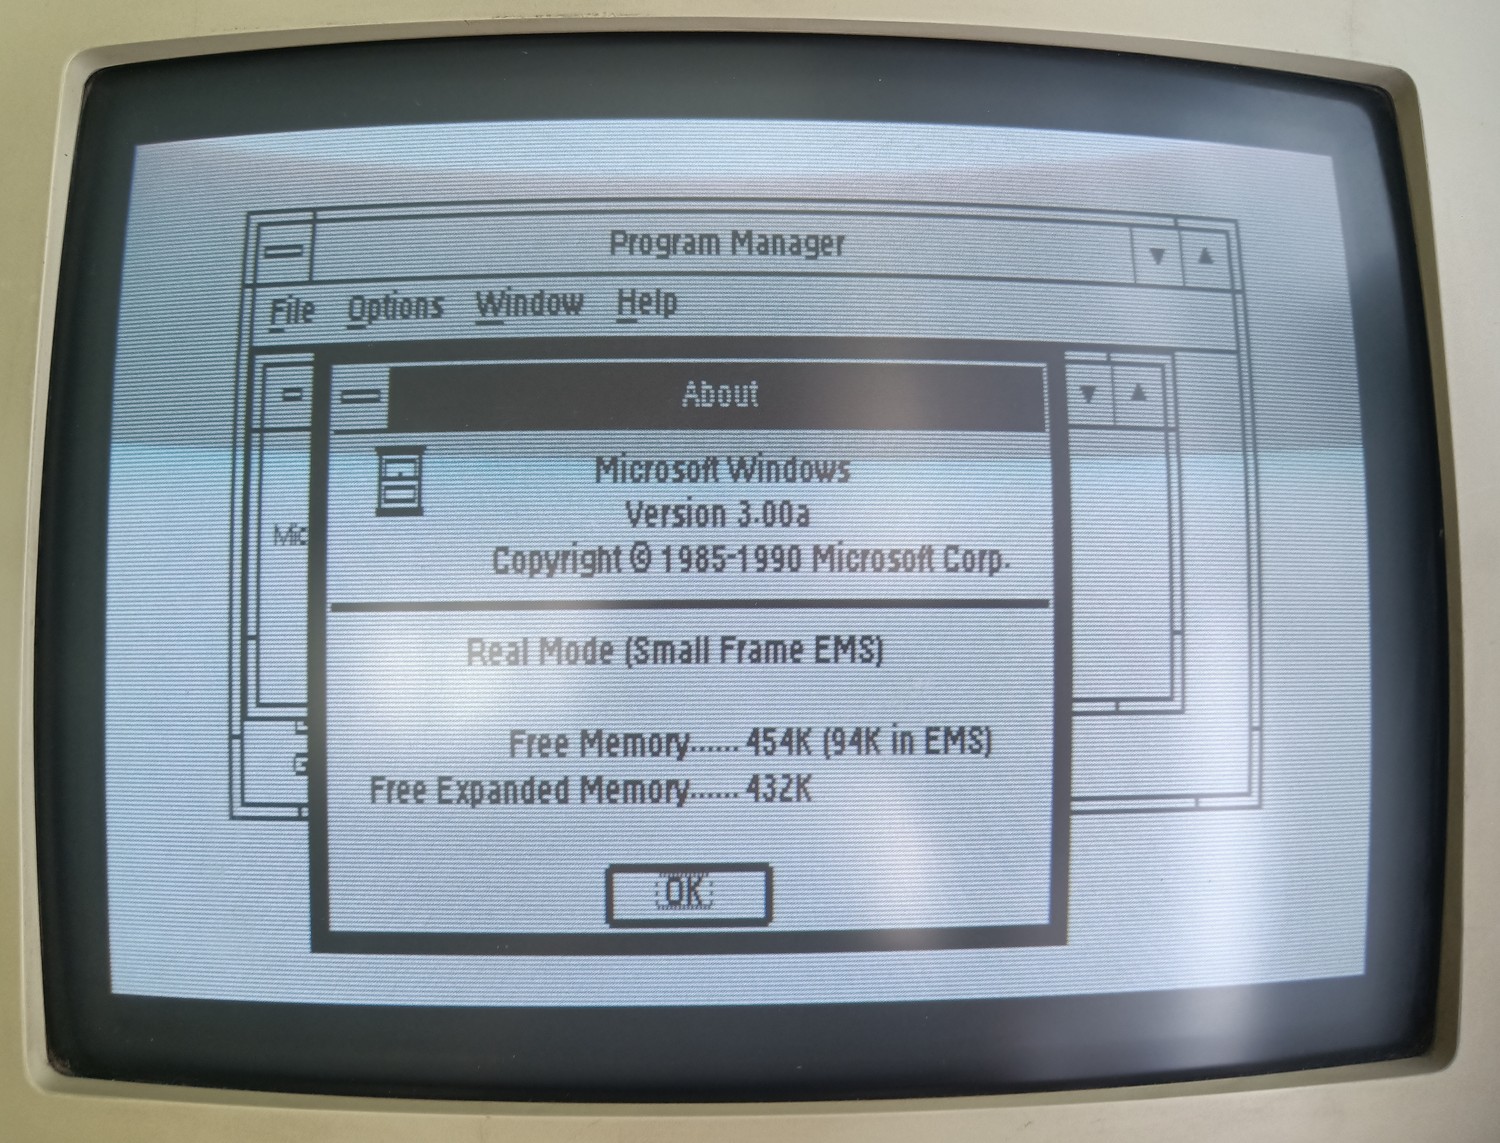 Program Manager
File Options Window Help
About
Microsoft Windows
Version 3.00a
Mic
Copyright © 1985-1990 Microsoft Corp.
Real Mode (Small Frame EMS)
Free Memory...... 454K (94K in EMS)
G
Free Expanded Memory...... 432K
OK